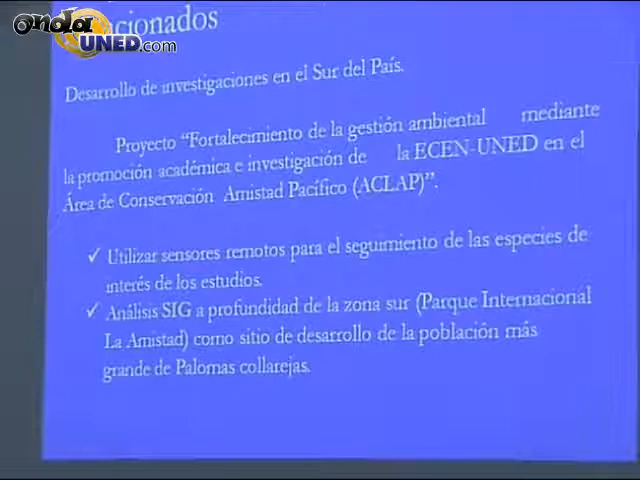 onda
UNED.com
Desarrollo de investigaciones en el Sur del País.
Proyecto “Fortalecimiento de la gestión ambiental mediante
la promoción académica e investigación de la ECEN-UNED en el
Área de Conservación Amistad Pacífico (ACLAP)”.
✓ Utilizar sensores remotos para el seguimiento de las especies de
interés de los estudios.
✓ Análisis SIG a profundidad de la zona sur (Parque Internacional
La Amistad) como sitio de desarrollo de la población más
grande de Palomas collarejas.